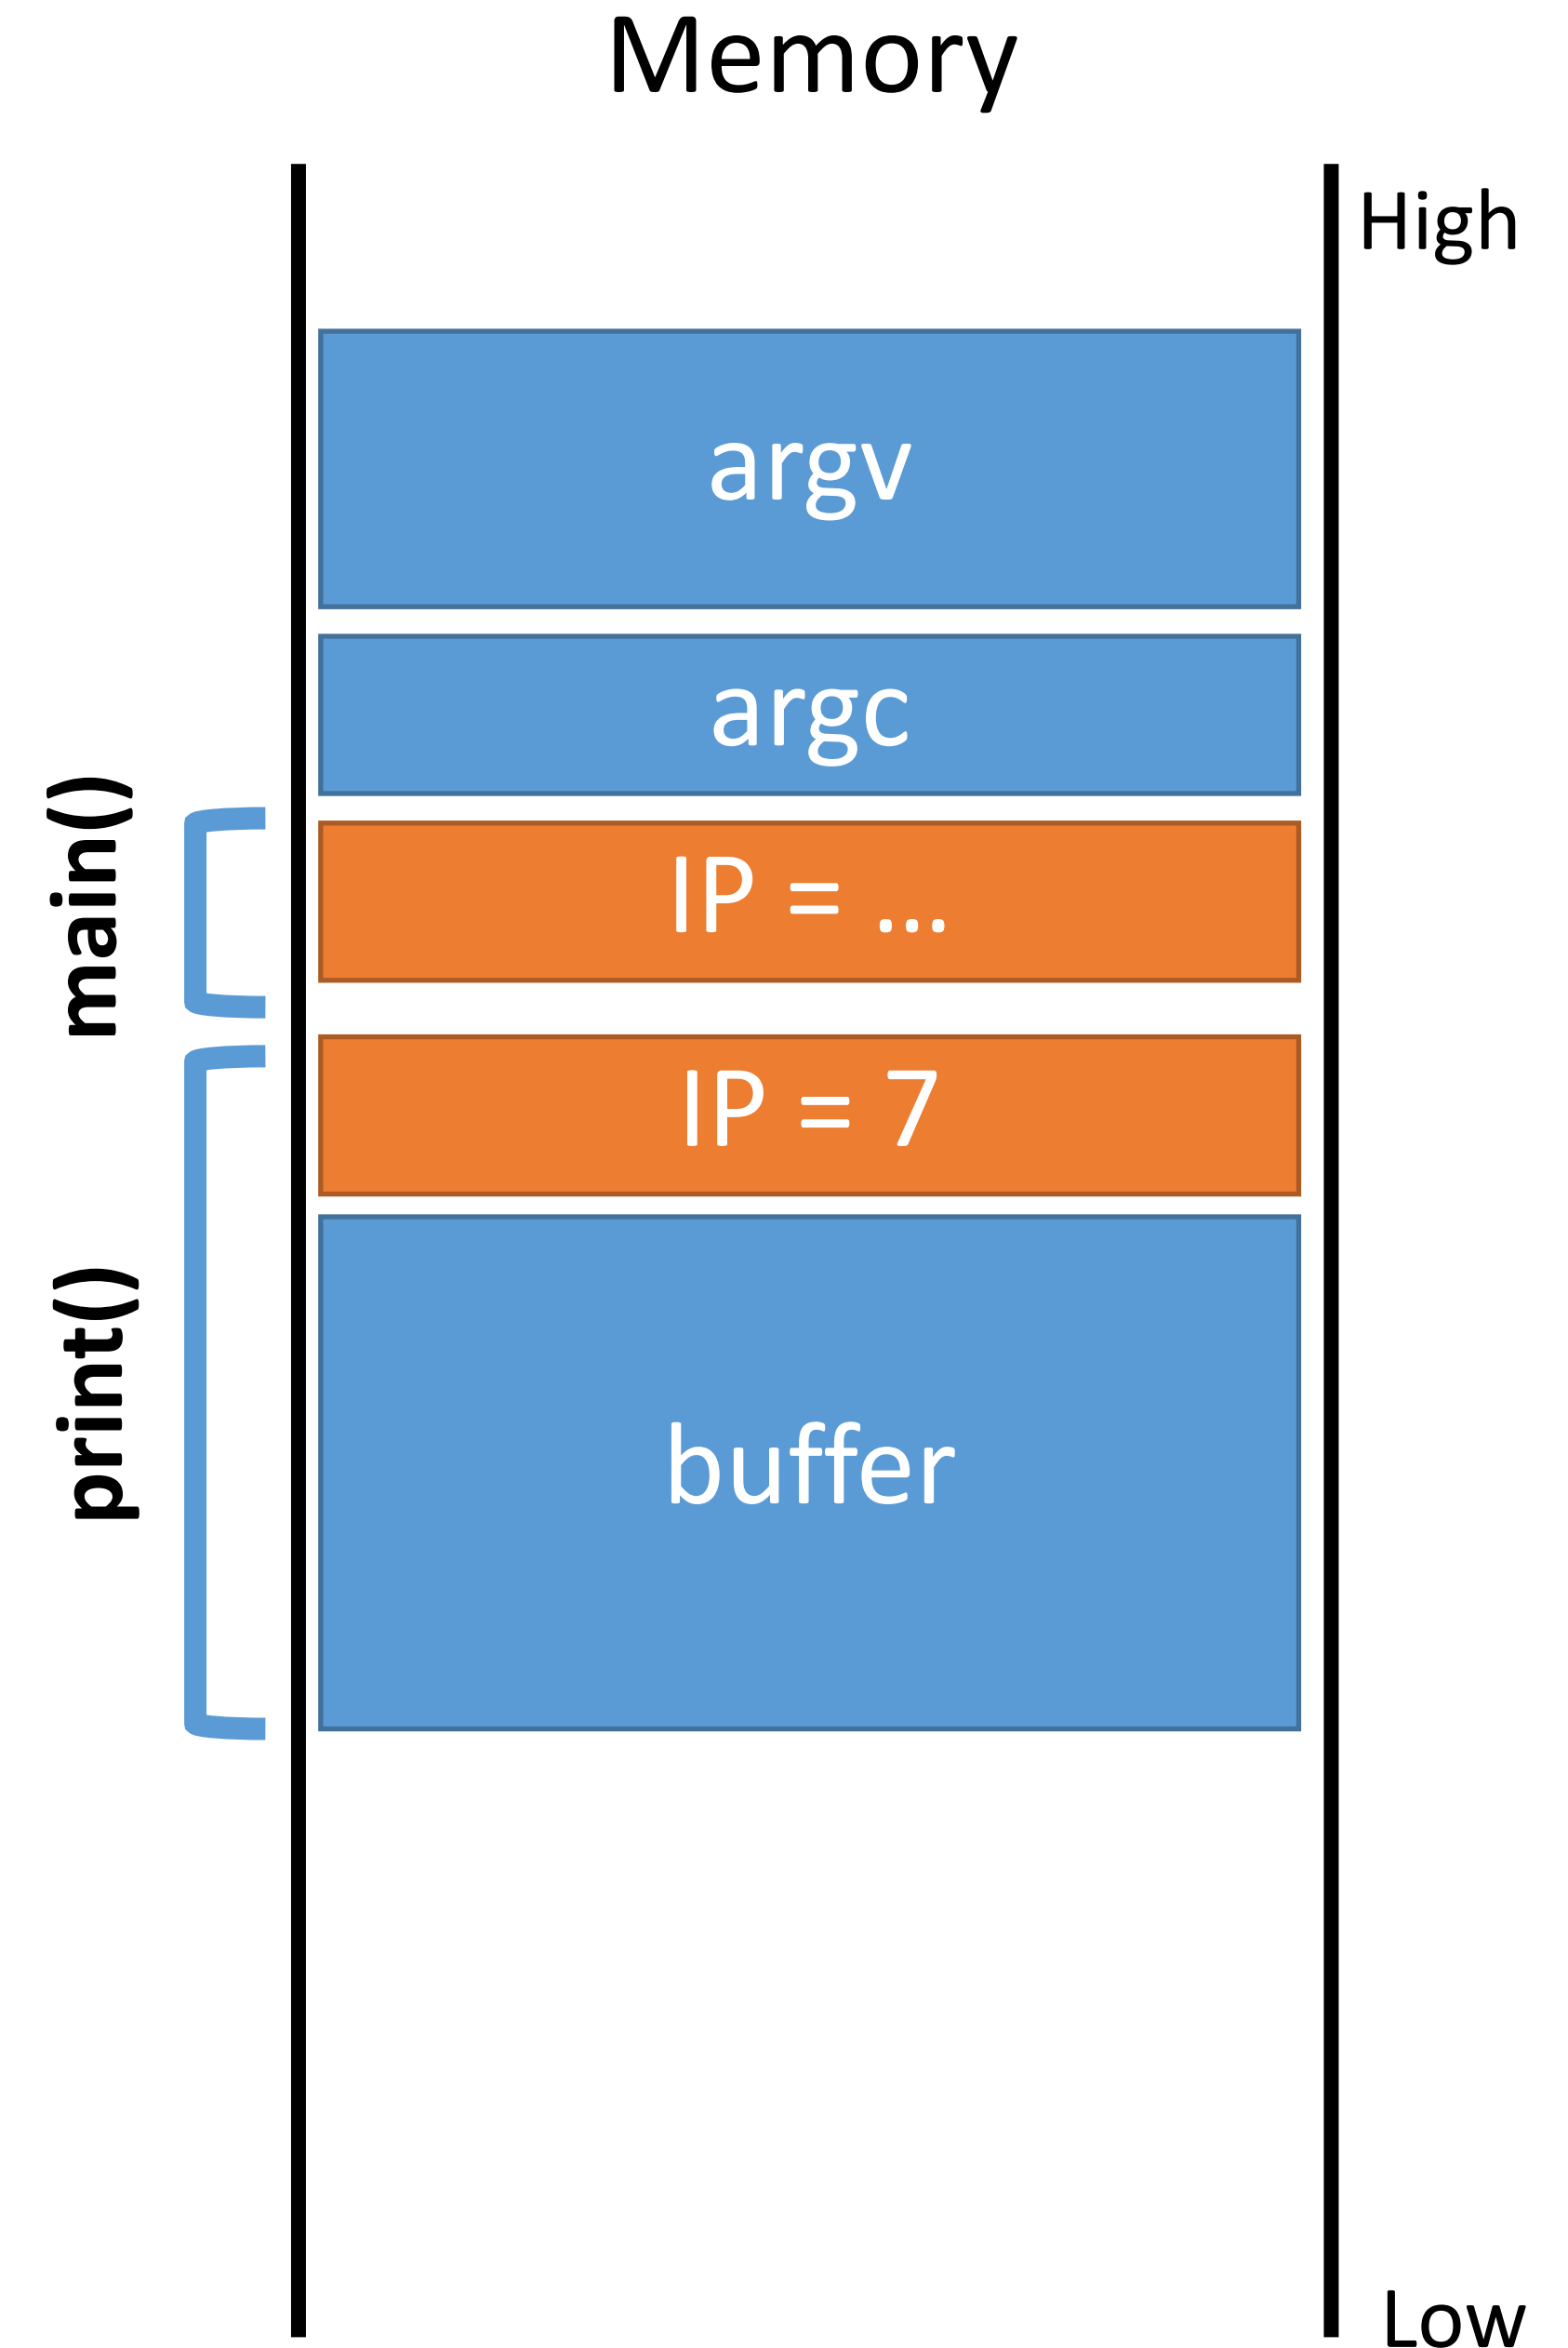 Memory
High
argv
argc
main()
IP = ...
IP = 7
print()
buffer
Low